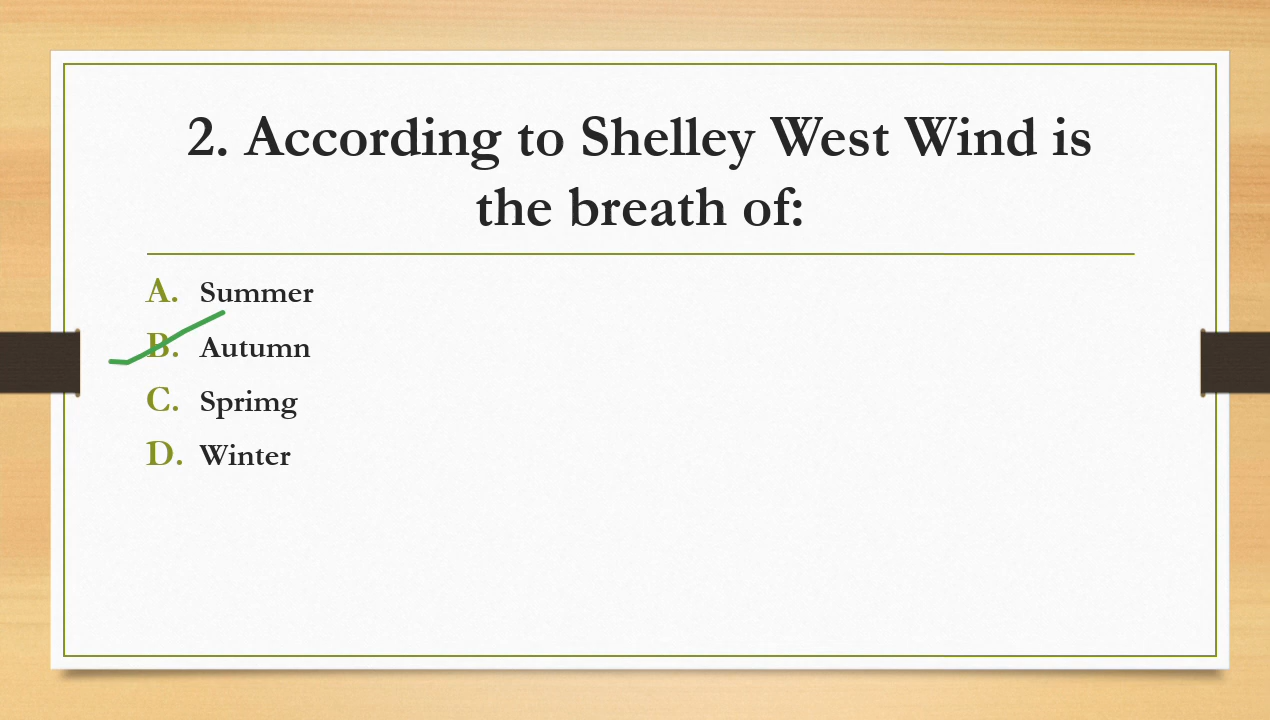 2. According to Shelley West Wind is
the breath of:
A. Summer
B. Autumn
C. Sprimg
D. Winter